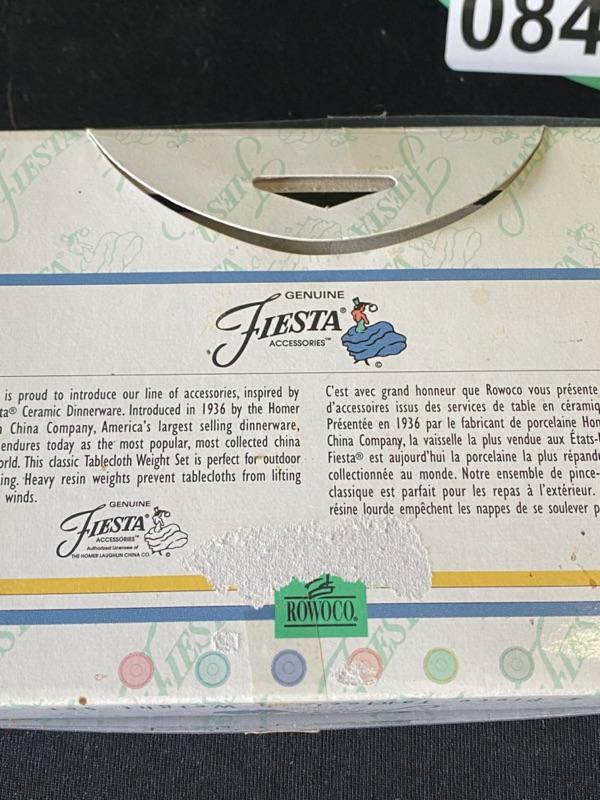 084
GENUINE
FIESTA®
ACCESSORIES™
©
is proud to introduce our line of accessories, inspired by
ta® Ceramic Dinnerware. Introduced in 1936 by the Homer
China Company, America's largest selling dinnerware,
endures today as the most popular, most collected china
orld. This classic Tablecloth Weight Set is perfect for outdoor
ing. Heavy resin weights prevent tablecloths from lifting
winds.
C'est avec grand honneur que Rowoco vous présente
d'accessoires issus des services de table en céramiq
Présentée en 1936 par le fabricant de porcelaine Hom
China Company, la vaisselle la plus vendue aux États-
Fiesta® est aujourd'hui la porcelaine la plus répandu
collectionnée au monde. Notre ensemble de pince-
classique est parfait pour les repas à l'extérieur.
résine lourde empêchent les nappes de se soulever p
GENUINE
FIESTA®
ACCESSORIES™
Authorized Licensee of
THE HOMER LAUGHLIN CHINA CO. ©
ROWOCO®